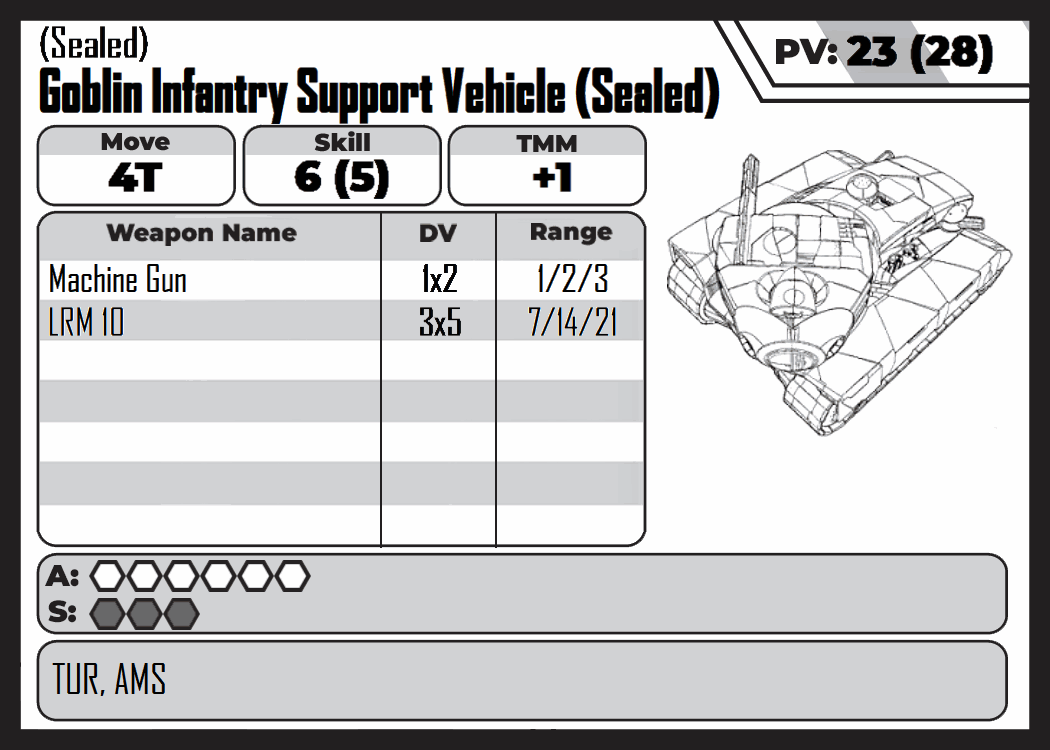 (Sealed)
PV: 23 (28)
Goblin Infantry Support Vehicle (Sealed)
Move Skill TMM
4T 6 (5) +1
Weapon Name DV Range
Machine Gun 1x2 1/2/3
LRM 10 3x5 7/14/21
A:
S:
TUR, AMS